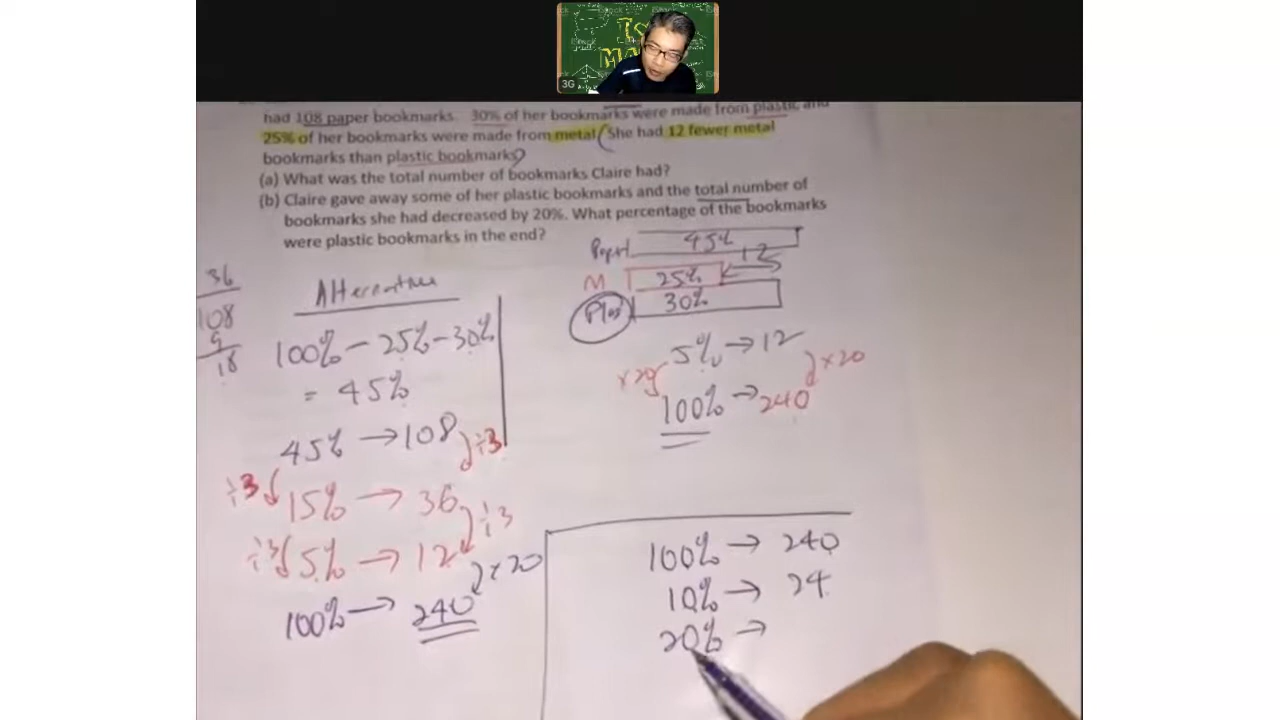 3G
had 108 paper bookmarks. 30% of her bookmarks were made from plastic and
25% of her bookmarks were made from metal. She had 12 fewer metal
bookmarks than plastic bookmarks.
(a) What was the total number of bookmarks Claire had?
(b) Claire gave away some of her plastic bookmarks and the total number of
bookmarks she had decreased by 20%. What percentage of the bookmarks
were plastic bookmarks in the end?
45%
M 25% 12
30%
36
108
9
18
Alternative
100% - 25% - 30%
= 45%
45% → 108 ÷3
÷3 15% → 36 ÷3
÷3 5% → 12 ×20
100% → 240
5% → 12
×20 ×20
100% → 240
100% → 240
10% → 24
20% →